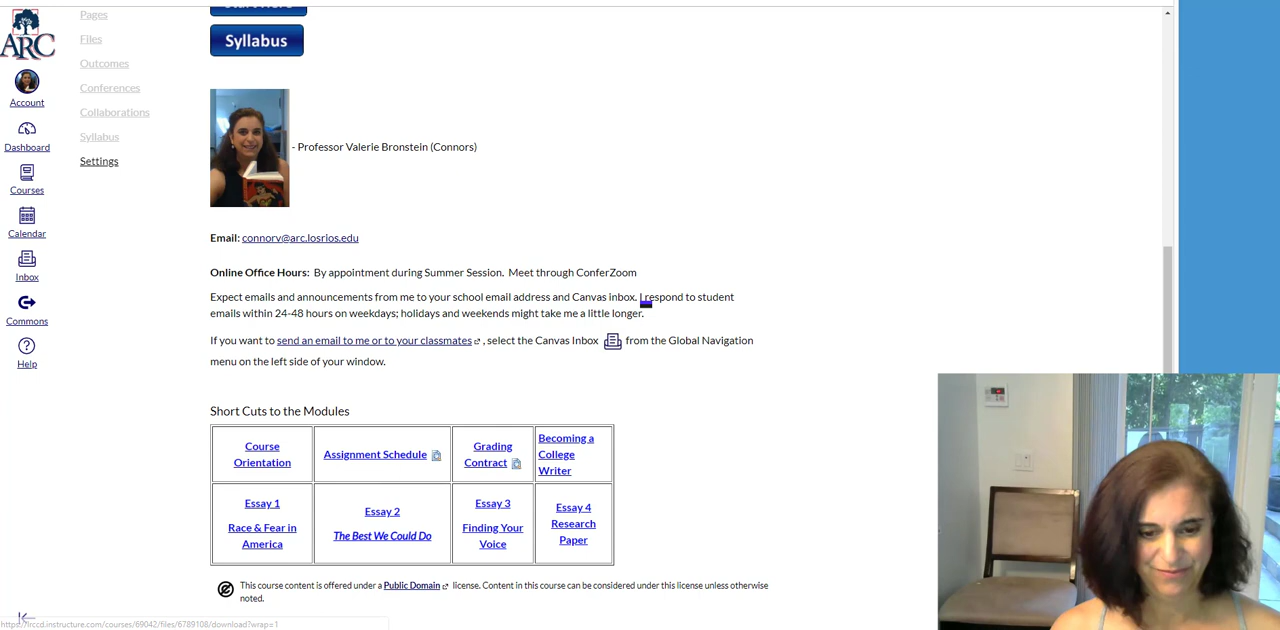 Syllabus
ARC
Account
Dashboard
Courses
Calendar
Inbox
Commons
Help
Pages
Files
Outcomes
Conferences
Collaborations
Syllabus
Settings
- Professor Valerie Bronstein (Connors)
Email: connorv@arc.losrios.edu
Online Office Hours: By appointment during Summer Session. Meet through ConferZoom
Expect emails and announcements from me to your school email address and Canvas inbox. I respond to student
emails within 24-48 hours on weekdays; holidays and weekends might take me a little longer.
If you want to send an email to me or to your classmates , select the Canvas Inbox from the Global Navigation
menu on the left side of your window.
Short Cuts to the Modules
Course
Orientation
Assignment Schedule
Grading
Contract
Becoming a
College
Writer
Essay 1
Race & Fear in
America
Essay 2
The Best We Could Do
Essay 3
Finding Your
Voice
Essay 4
Research
Paper
This course content is offered under a Public Domain license. Content in this course can be considered under this license unless otherwise
noted.
https://lrccd.instructure.com/courses/69042/files/6789108/download?wrap=1